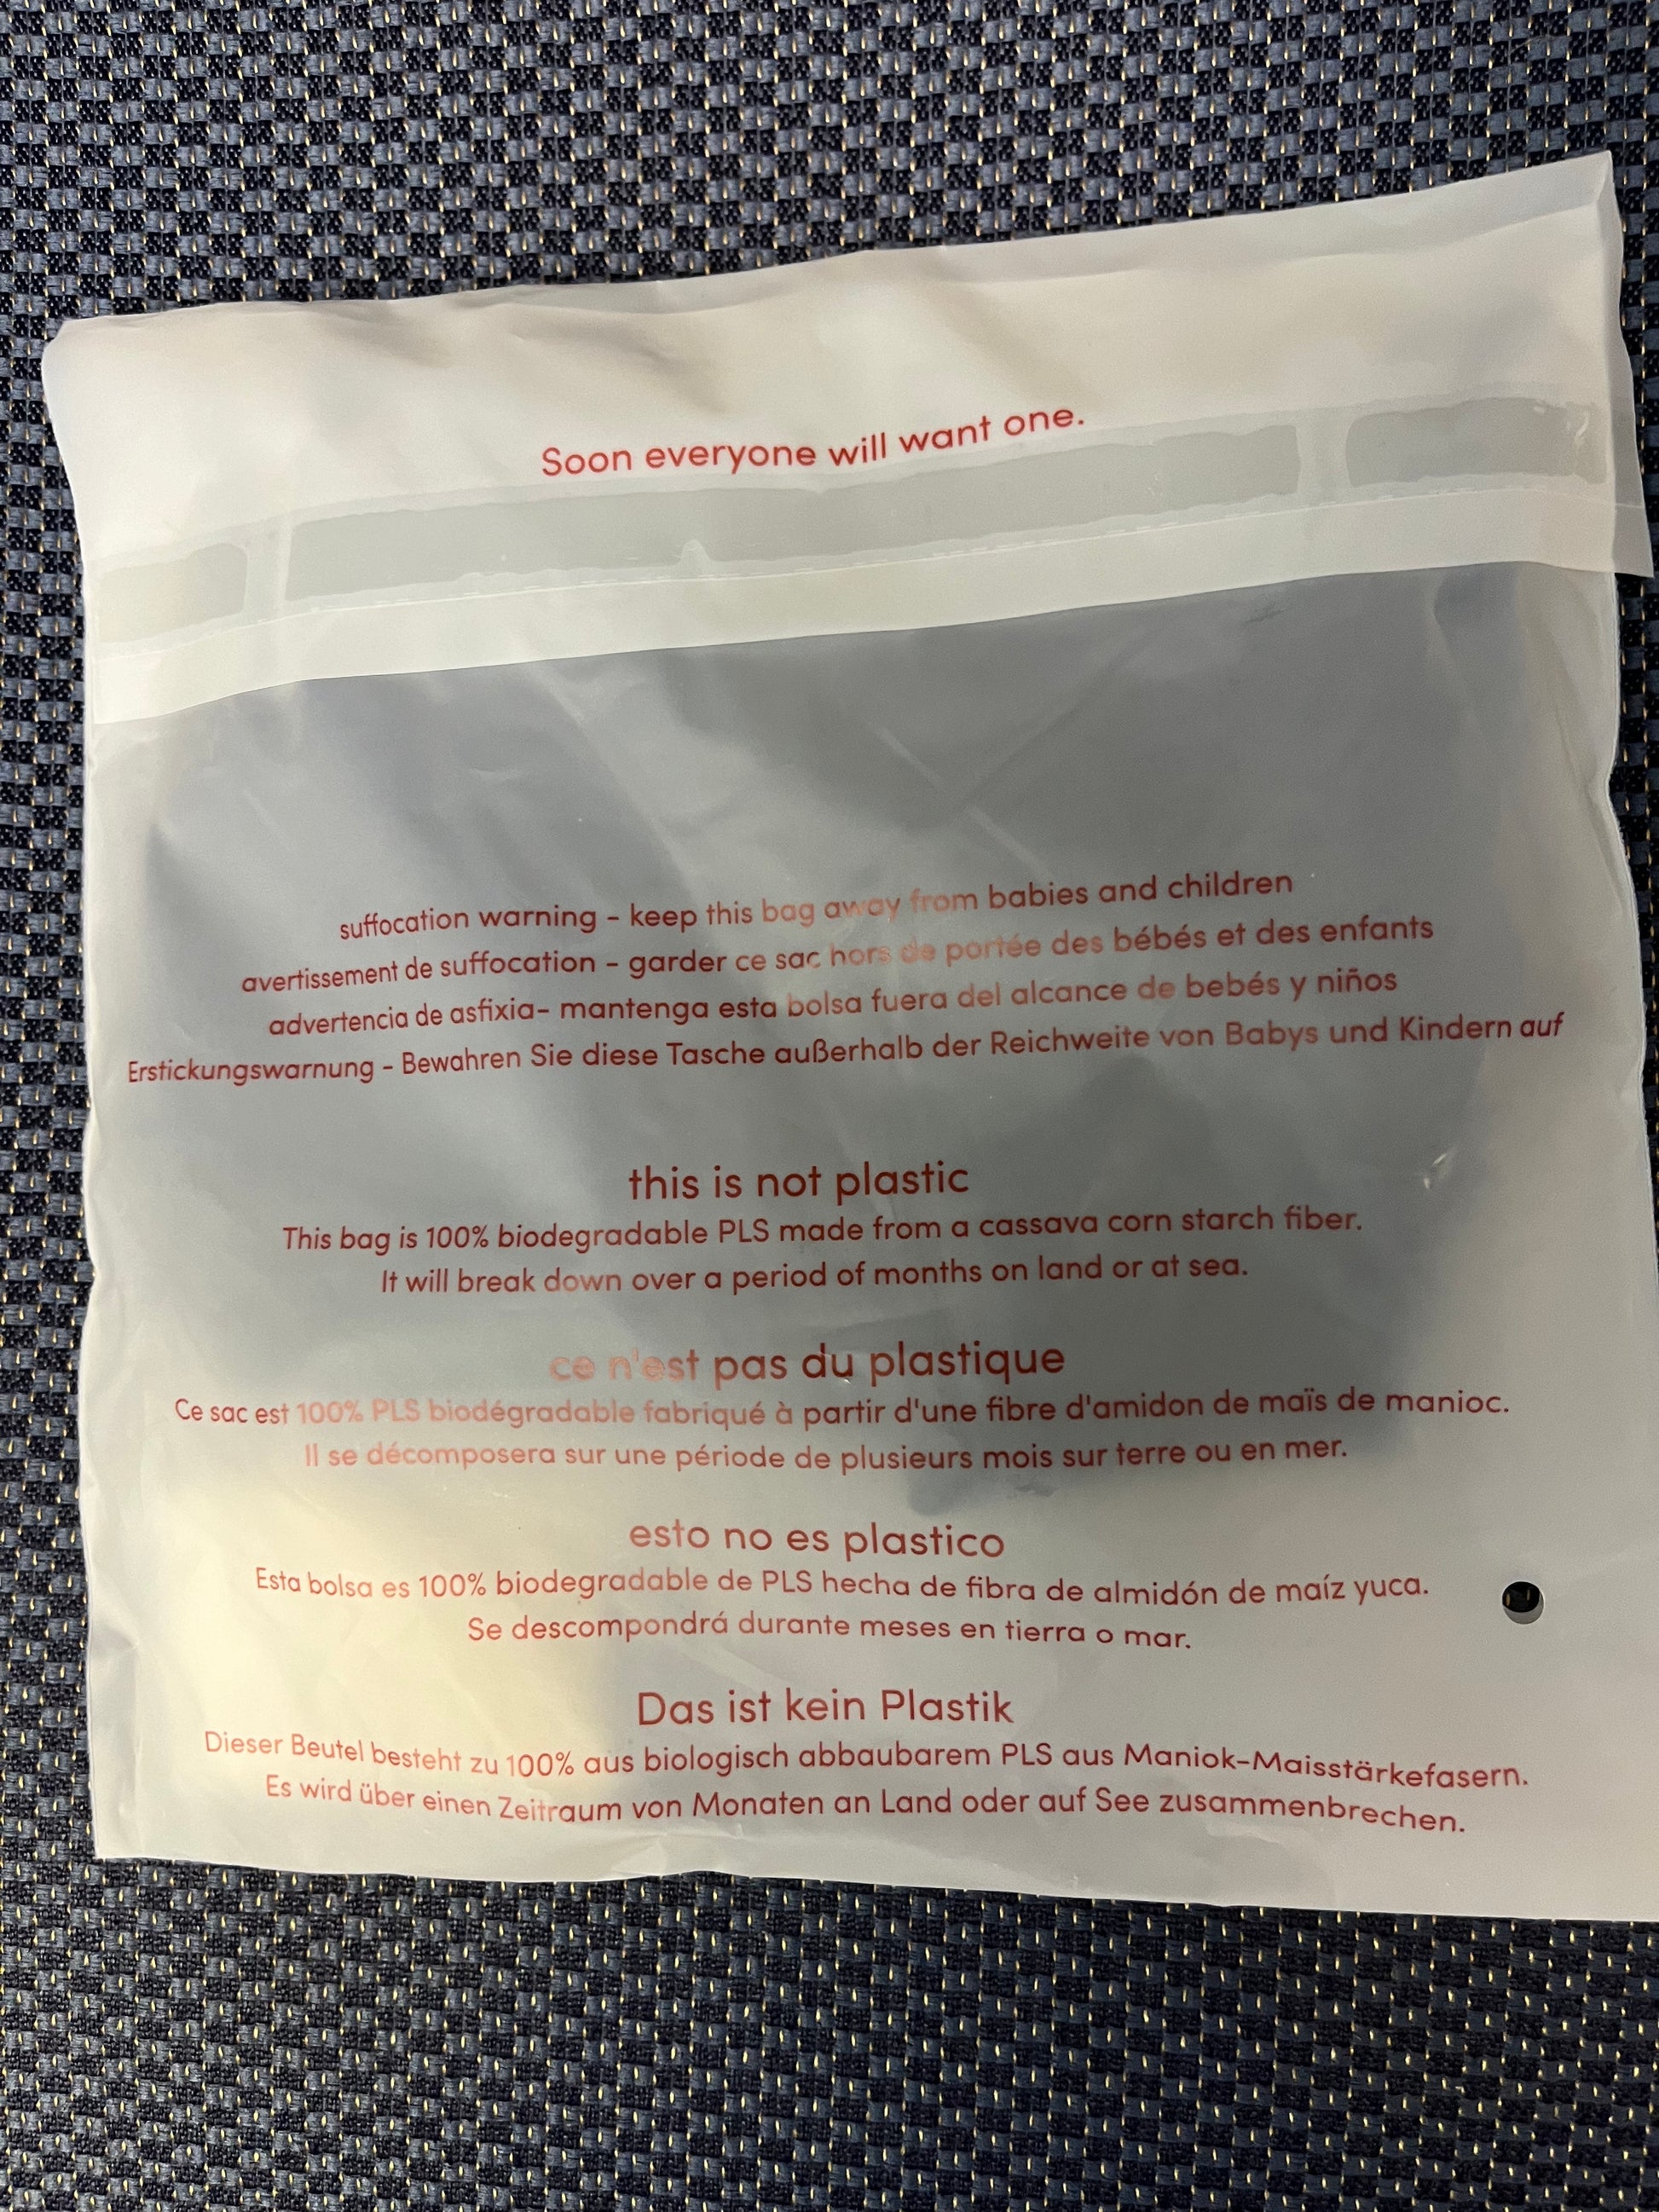 Soon everyone will want one.
suffocation warning - keep this bag away from babies and children
avertissement de suffocation - garder ce sac hors de portée des bébés et des enfants
advertencia de asfixia- mantenga esta bolsa fuera del alcance de bebés y niños
Erstickungswarnung - Bewahren Sie diese Tasche außerhalb der Reichweite von Babys und Kindern auf
this is not plastic
This bag is 100% biodegradable PLS made from a cassava corn starch fiber.
It will break down over a period of months on land or at sea.
ce n'est pas du plastique
Ce sac est 100% PLS biodégradable fabriqué à partir d'une fibre d'amidon de maïs de manioc.
Il se décomposera sur une période de plusieurs mois sur terre ou en mer.
esto no es plastico
Esta bolsa es 100% biodegradable de PLS hecha de fibra de almidón de maíz yuca.
Se descompondrá durante meses en tierra o mar.
Das ist kein Plastik
Dieser Beutel besteht zu 100% aus biologisch abbaubarem PLS aus Maniok-Maisstärkefasern.
Es wird über einen Zeitraum von Monaten an Land oder auf See zusammenbrechen.